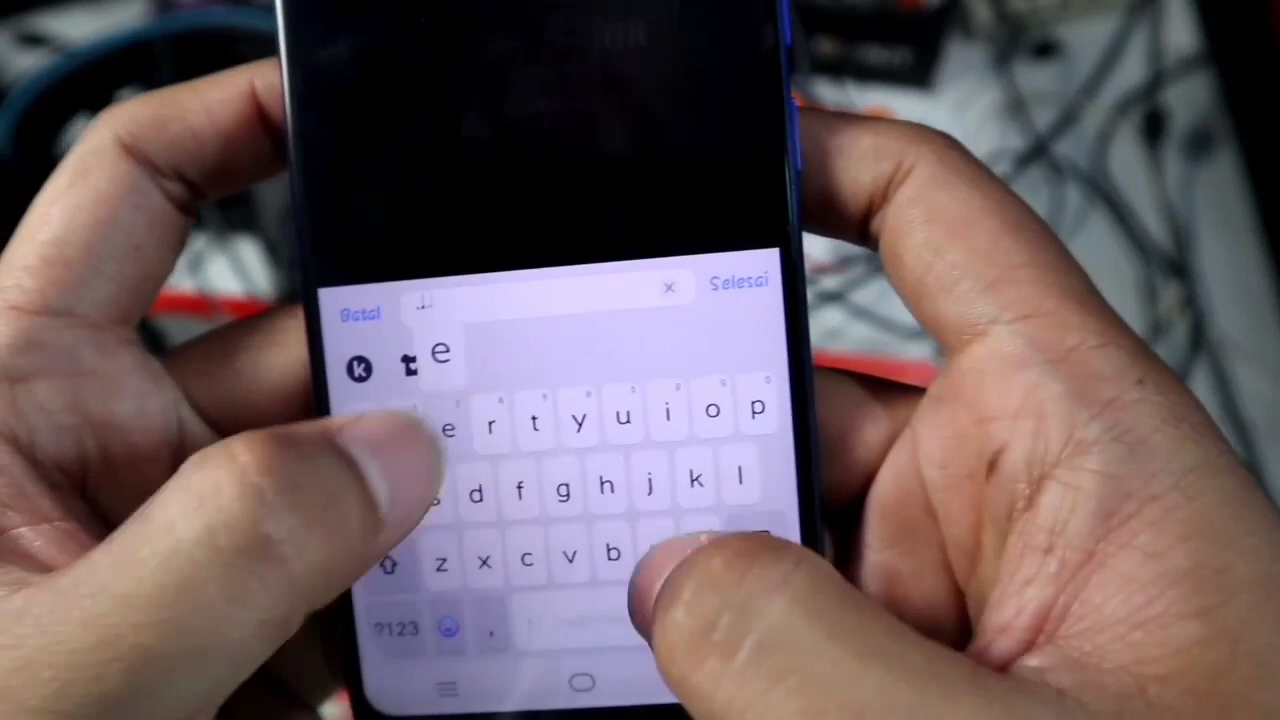 Batal × Selesai
k e
e r t y u i o p
s d f g h j k l
z x c v b
?123 ,